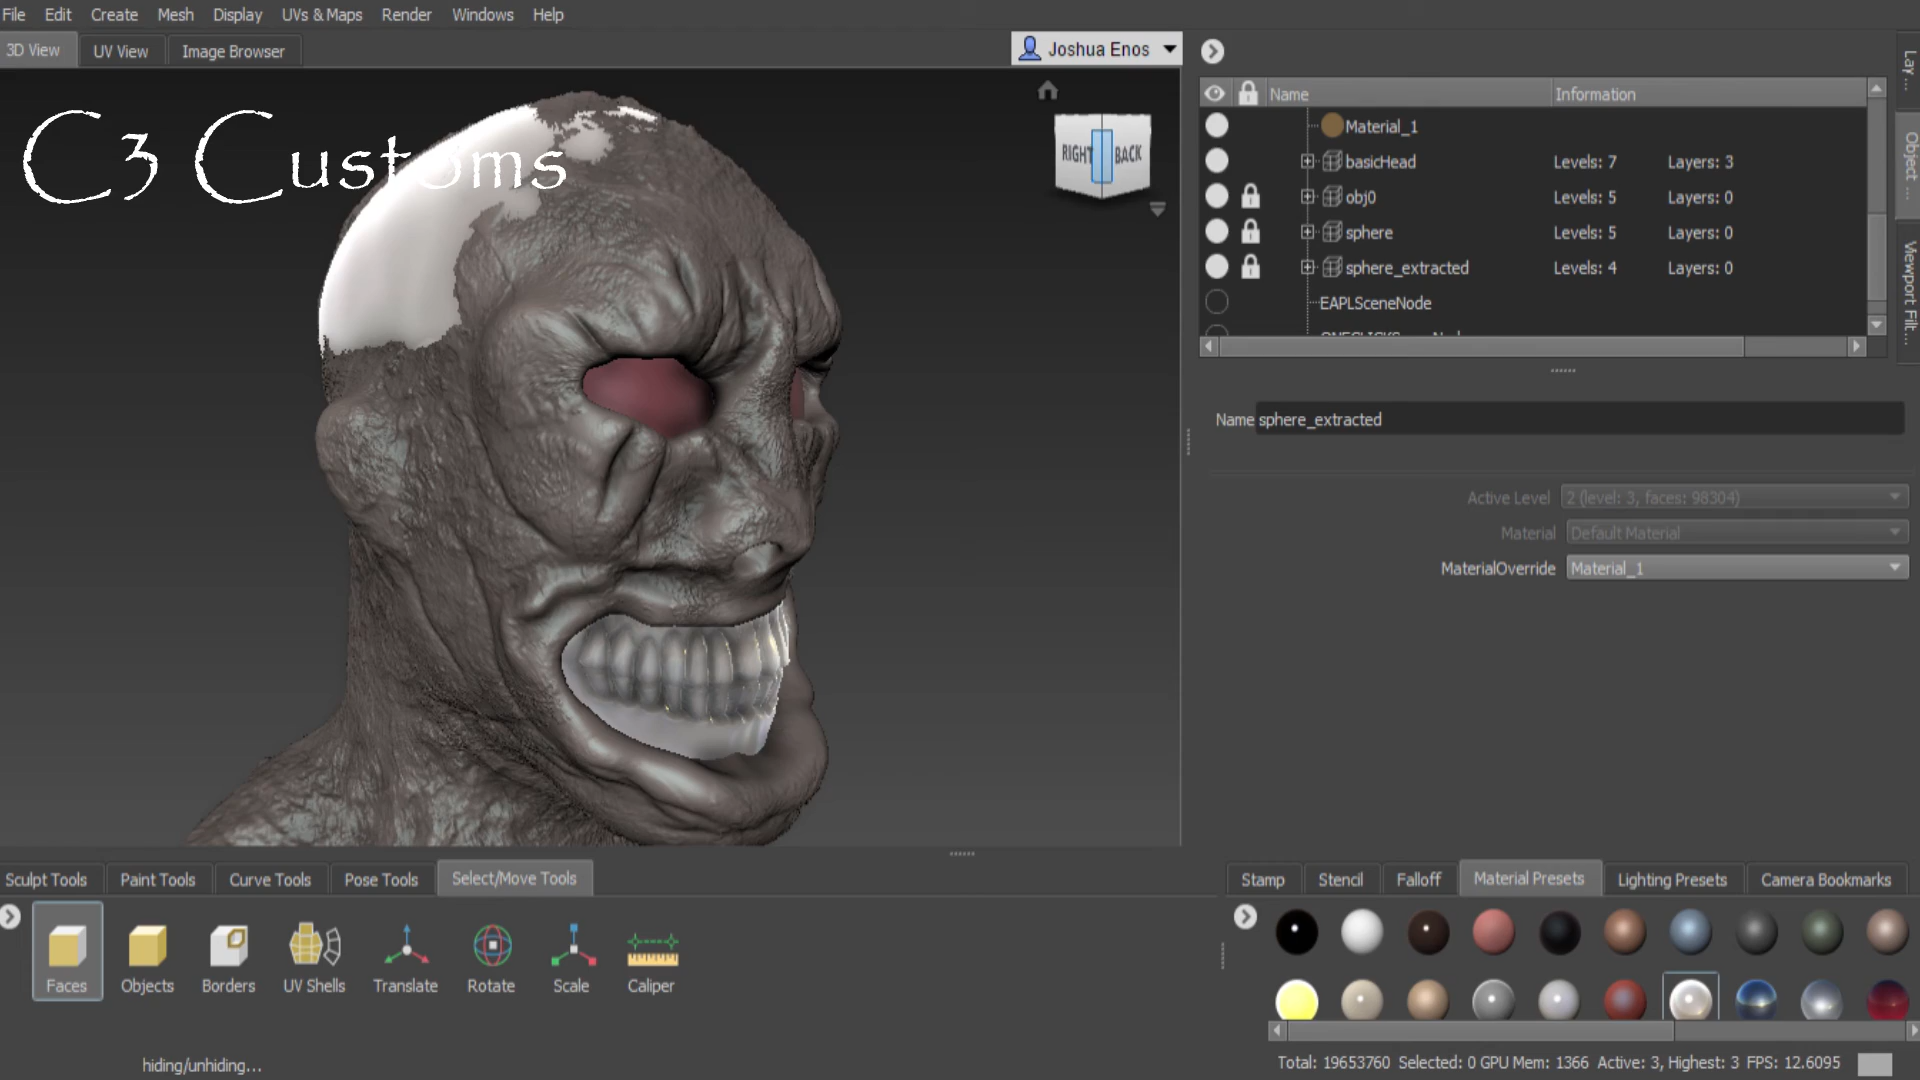 File Edit Create Mesh Display UVs & Maps Render Windows Help
3D View UV View Image Browser
Joshua Enos
C3 Customs
RIGHT BACK
Name Information
Material_1
basicHead Levels: 7 Layers: 3
obj0 Levels: 5 Layers: 0
sphere Levels: 5 Layers: 0
sphere_extracted Levels: 4 Layers: 0
EAPLSceneNode
Lay...
Object ...
Viewport Filt...
Name sphere_extracted
Active Level 2 (level: 3, faces: 98304)
Material Default Material
MaterialOverride Material_1
Sculpt Tools Paint Tools Curve Tools Pose Tools Select/Move Tools
Faces Objects Borders UV Shells Translate Rotate Scale Caliper
Stamp Stencil Falloff Material Presets Lighting Presets Camera Bookmarks
hiding/unhiding...
Total: 19653760 Selected: 0 GPU Mem: 1366 Active: 3, Highest: 3 FPS: 12.6095